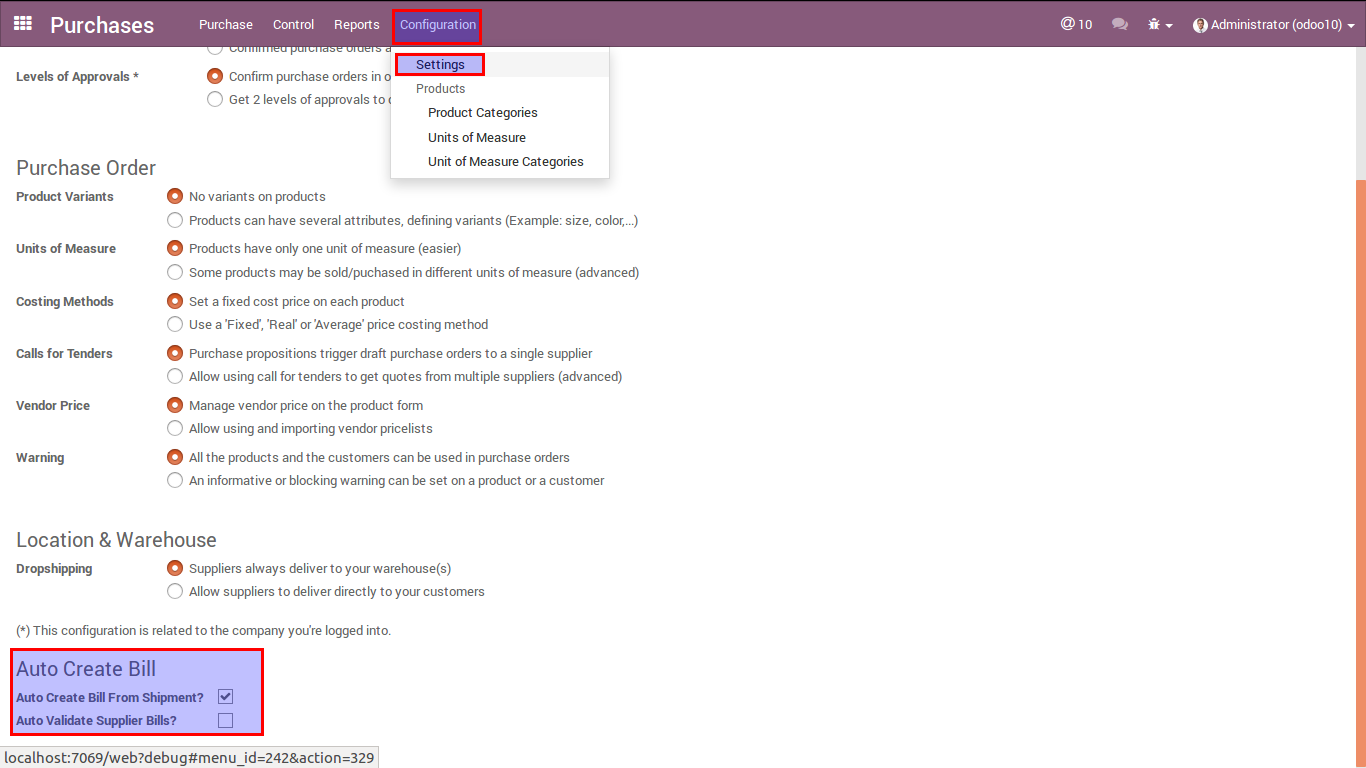 Purchases Purchase Control Reports Configuration @ 10 Administrator (odoo10)
Settings
Products
Product Categories
Units of Measure
Unit of Measure Categories
Confirmed purchase orders a
Levels of Approvals * Confirm purchase orders in o
Get 2 levels of approvals to
Purchase Order
Product Variants No variants on products
Products can have several attributes, defining variants (Example: size, color,...)
Units of Measure Products have only one unit of measure (easier)
Some products may be sold/puchased in different units of measure (advanced)
Costing Methods Set a fixed cost price on each product
Use a 'Fixed', 'Real' or 'Average' price costing method
Calls for Tenders Purchase propositions trigger draft purchase orders to a single supplier
Allow using call for tenders to get quotes from multiple suppliers (advanced)
Vendor Price Manage vendor price on the product form
Allow using and importing vendor pricelists
Warning All the products and the customers can be used in purchase orders
An informative or blocking warning can be set on a product or a customer
Location & Warehouse
Dropshipping Suppliers always deliver to your warehouse(s)
Allow suppliers to deliver directly to your customers
(*) This configuration is related to the company you're logged into.
Auto Create Bill
Auto Create Bill From Shipment?
Auto Validate Supplier Bills?
localhost:7069/web?debug#menu_id=242&action=329